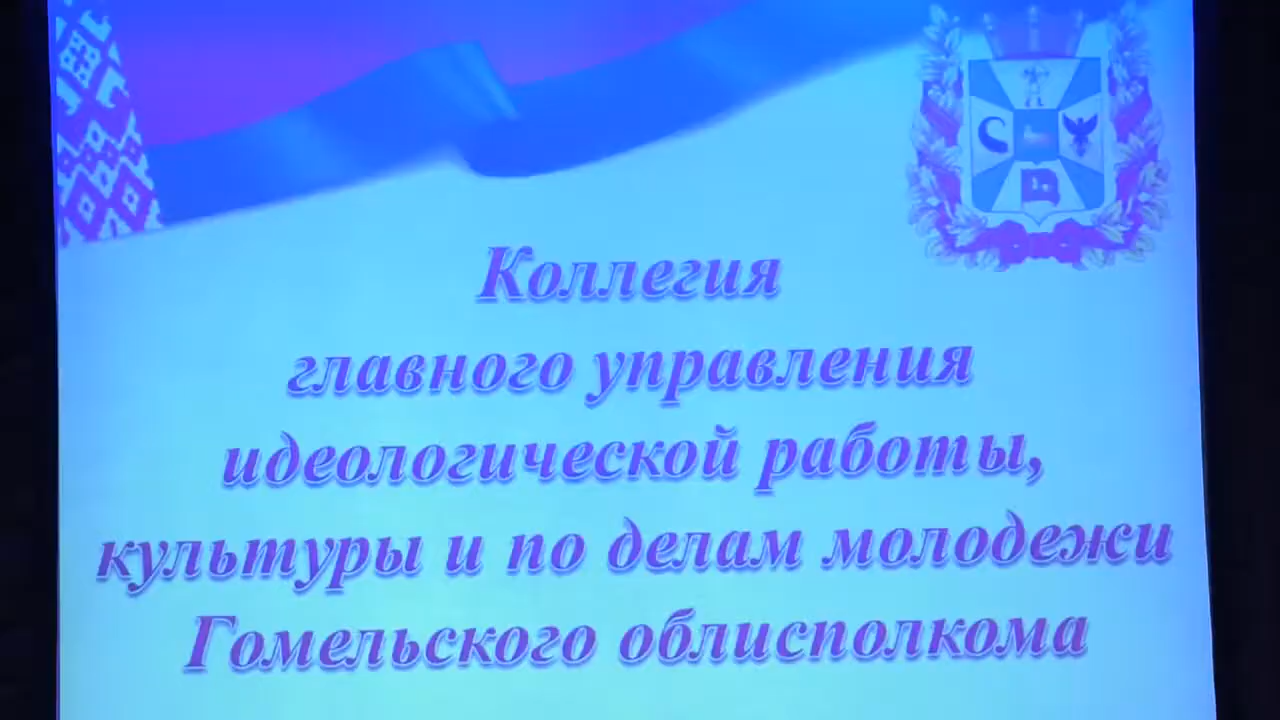 Коллегия
главного управления
идеологической работы,
культуры и по делам молодежи
Гомельского облисполкома